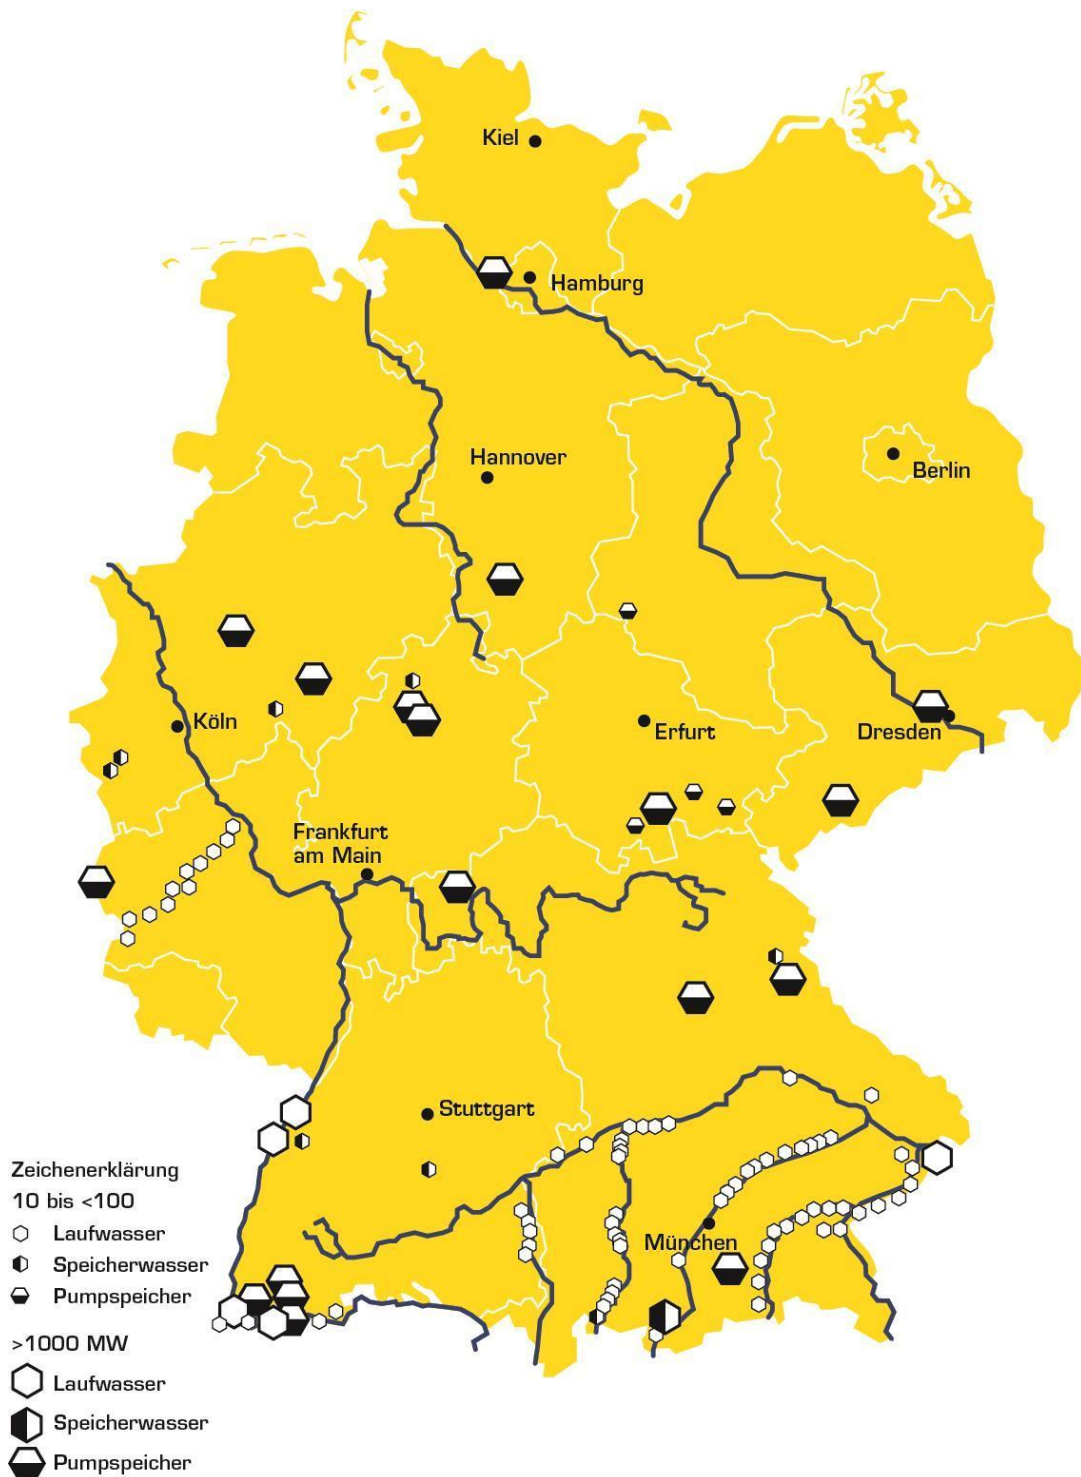 Kiel
Hamburg
Hannover
Berlin
Köln
Erfurt
Dresden
Frankfurt
am Main
Stuttgart
München
Zeichenerklärung
10 bis <100
Laufwasser
Speicherwasser
Pumpspeicher
>1000 MW
Laufwasser
Speicherwasser
Pumpspeicher